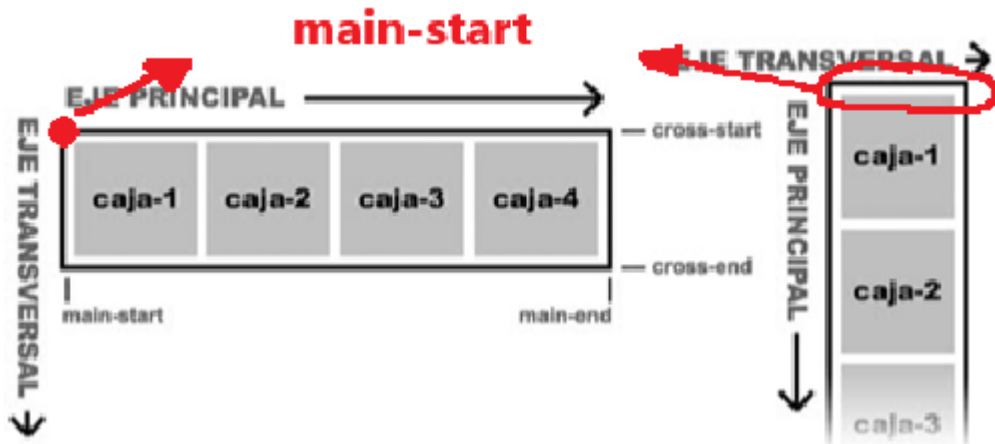 main-start
EJE TRANSVERSAL
EJE PRINCIPAL
cross-start
EJE TRANSVERSAL
caja-1 caja-2 caja-3 caja-4
cross-end
main-start main-end
EJE PRINCIPAL
caja-1
caja-2
caja-3